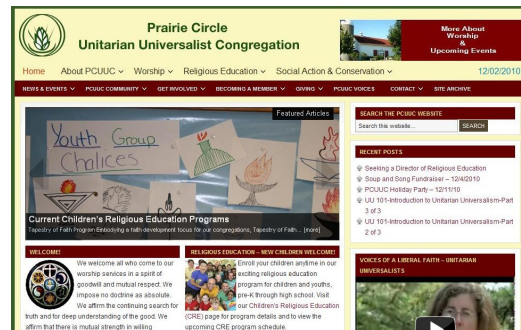 Prairie Circle
Unitarian Universalist Congregation
More About
Worship
&
Upcoming Events
Home About PCUUC Worship Religious Education Social Action & Conservation 12/02/2010
NEWS & EVENTS PCUUC COMMUNITY GET INVOLVED BECOMING A MEMBER GIVING PCUUC VOICES CONTACT SITE ARCHIVE
Featured Articles
Youth Group
Chalices
Current Children's Religious Education Programs
Tapestry of Faith Program Embodying a faith development focus for our congregations, Tapestry of Faith... [more]
WELCOME!
We welcome all who come to our
worship services in a spirit of
goodwill and mutual respect. We
impose no doctrine as absolute.
We affirm the continuing search for
truth and for deep understanding of the good. We
affirm that there is mutual strength in willing
RELIGIOUS EDUCATION – NEW CHILDREN WELCOME!
Enroll your children anytime in our
exciting religious education
program for children and youths,
pre-K through high school. Visit
our Children's Religious Education
(CRE) page for program details and to view the
upcoming CRE program schedule.
SEARCH THE PCUUC WEBSITE
Search this website... SEARCH
RECENT POSTS
Seeking a Director of Religious Education
Soup and Song Fundraiser – 12/4/2010
PCUUC Holiday Party – 12/11/10
UU 101-Introduction to Unitarian Universalism-Part
3 of 3
UU 101-Introduction to Unitarian Universalism-Part
2 of 3
VOICES OF A LIBERAL FAITH – UNITARIAN
UNIVERSALISTS